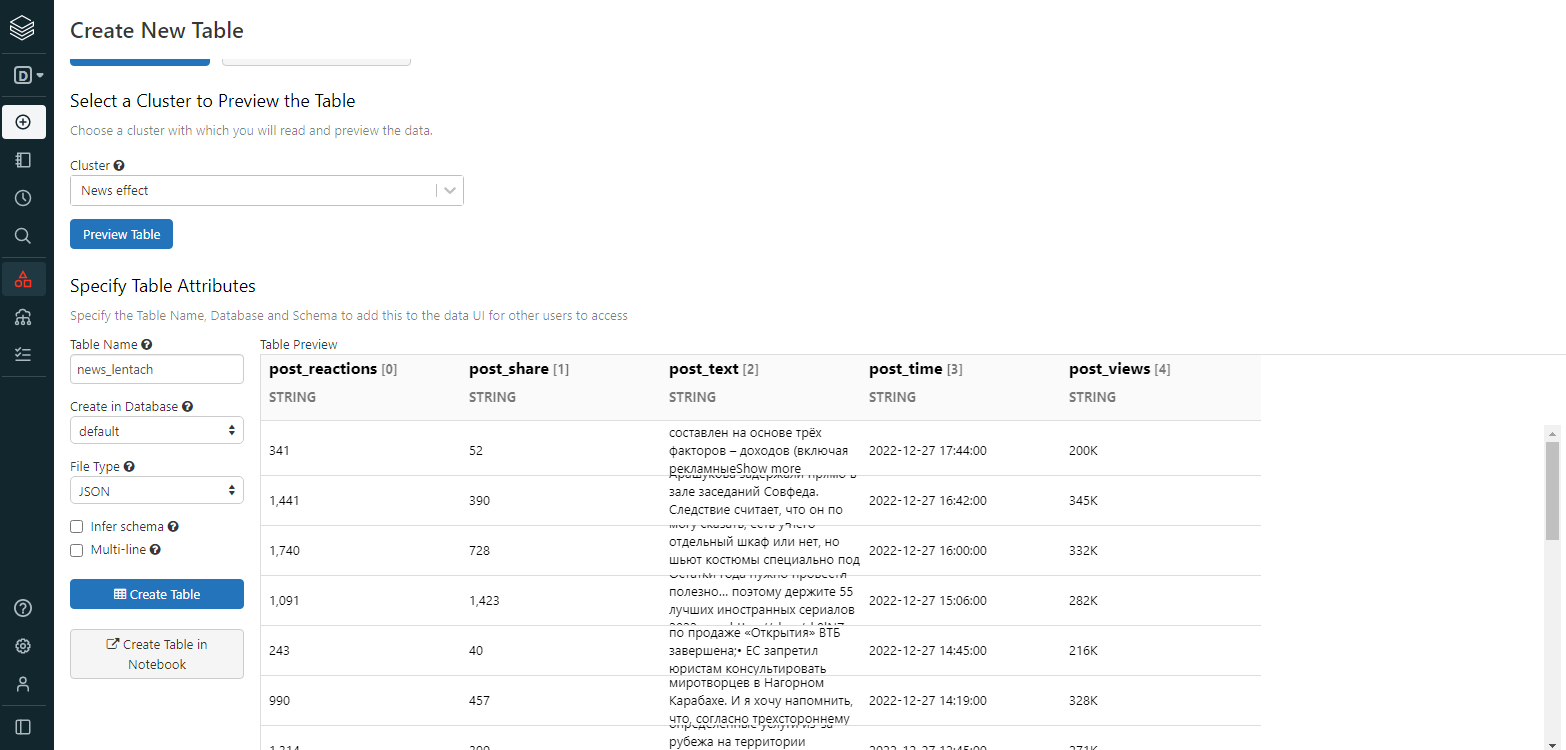 Create New Table
D
Select a Cluster to Preview the Table
Choose a cluster with which you will read and preview the data.
Cluster
News effect
Preview Table
Specify Table Attributes
Specify the Table Name, Database and Schema to add this to the data UI for other users to access
Table Name
news_lentach
Create in Database
default
File Type
JSON
Infer schema
Multi-line
Create Table
Create Table in
Notebook
Table Preview
post_reactions [0] post_share [1] post_text [2] post_time [3] post_views [4]
STRING STRING STRING STRING STRING
составлен на основе трёх
341 52 факторов – доходов (включая 2022-12-27 17:44:00 200K
рекламныеShow more
Арашукова задержали прямо в
1,441 390 зале заседаний Совфеда. 2022-12-27 16:42:00 345K
Следствие считает, что он по
могу сказать, есть у него
1,740 728 отдельный шкаф или нет, но 2022-12-27 16:00:00 332K
шьют костюмы специально под
Остатки года нужно провести
1,091 1,423 полезно... поэтому держите 55 2022-12-27 15:06:00 282K
лучших иностранных сериалов
по продаже «Открытия» ВТБ
243 40 завершена;• ЕС запретил 2022-12-27 14:45:00 216K
юристам консультировать
миротворцев в Нагорном
990 457 Карабахе. И я хочу напомнить, 2022-12-27 14:19:00 328K
что, согласно трехстороннему
определенные услуги из-за
рубежа на территории